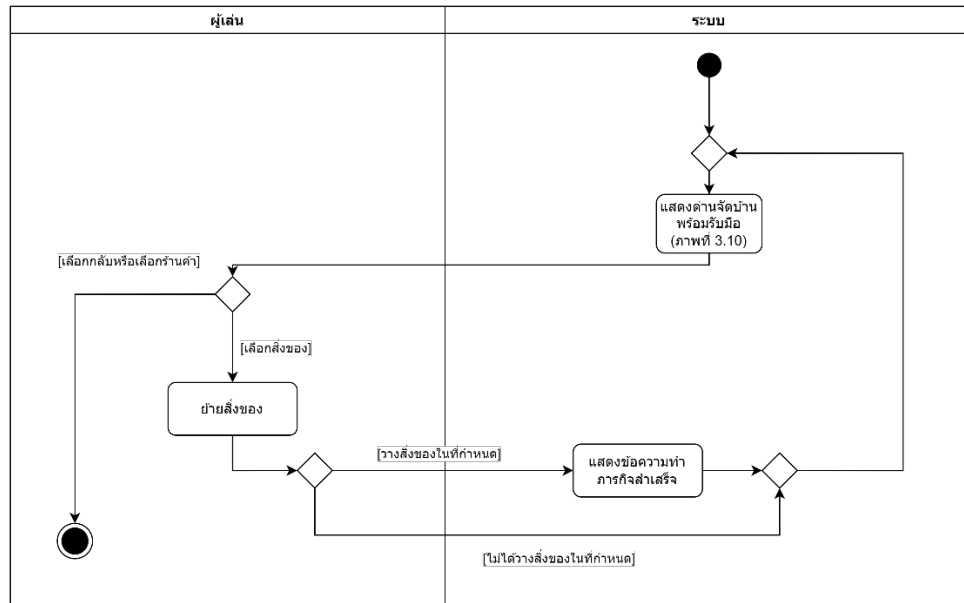 ผู้เล่น
ระบบ
แสดงด่านจัดบ้าน
พร้อมรับมือ
(ภาพที่ 3.10)
[เลือกกลับหรือเลือกร้านค้า]
[เลือกสิ่งของ]
ย้ายสิ่งของ
[วางสิ่งของในที่กำหนด]
แสดงข้อความทำ
ภารกิจสำเสร็จ
[ไม่ได้วางสิ่งของในที่กำหนด]